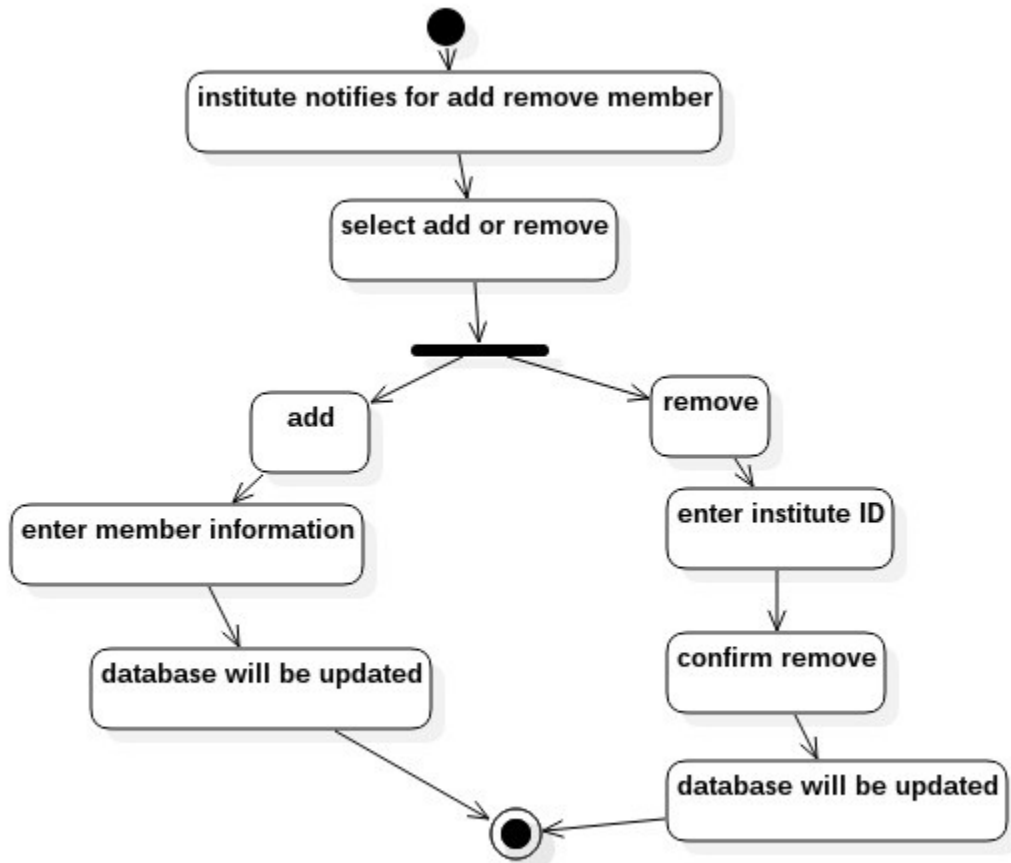 institute notifies for add remove member
select add or remove
add
remove
enter member information
enter institute ID
database will be updated
confirm remove
database will be updated